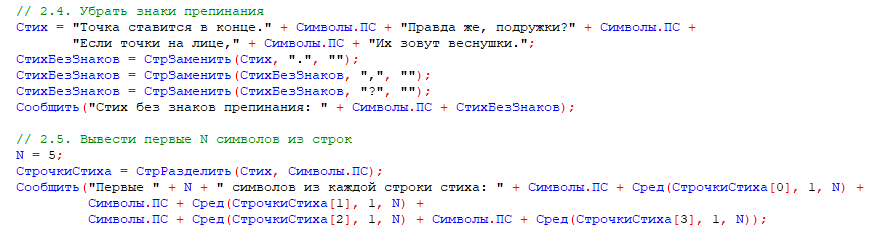 // 2.4. Убрать знаки препинания
Стих = "Точка ставится в конце." + Символы.ПС + "Правда же, подружки?" + Символы.ПС +
"Если точки на лице," + Символы.ПС + "Их зовут веснушки.";
СтихБезЗнаков = СтрЗаменить(Стих, ".", "");
СтихБезЗнаков = СтрЗаменить(СтихБезЗнаков, ",", "");
СтихБезЗнаков = СтрЗаменить(СтихБезЗнаков, "?", "");
Сообщить("Стих без знаков препинания: " + Символы.ПС + СтихБезЗнаков);
// 2.5. Вывести первые N символов из строк
N = 5;
СтрочкиСтиха = СтрРазделить(Стих, Символы.ПС);
Сообщить("Первые " + N + " символов из каждой строки стиха: " + Символы.ПС + Сред(СтрочкиСтиха[0], 1, N) +
Символы.ПС + Сред(СтрочкиСтиха[1], 1, N) +
Символы.ПС + Сред(СтрочкиСтиха[2], 1, N) + Символы.ПС + Сред(СтрочкиСтиха[3], 1, N));